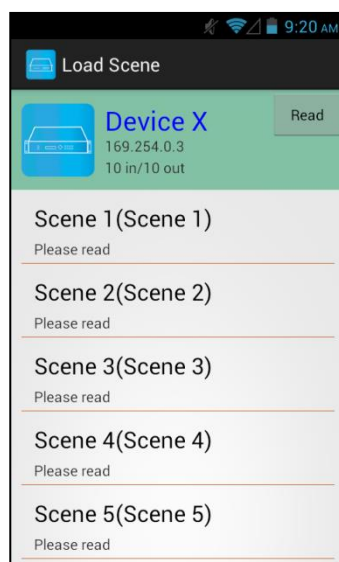 9:20 AM
Load Scene
Device X
Read
169.254.0.3
10 in/10 out
Scene 1(Scene 1)
Please read
Scene 2(Scene 2)
Please read
Scene 3(Scene 3)
Please read
Scene 4(Scene 4)
Please read
Scene 5(Scene 5)
Please read